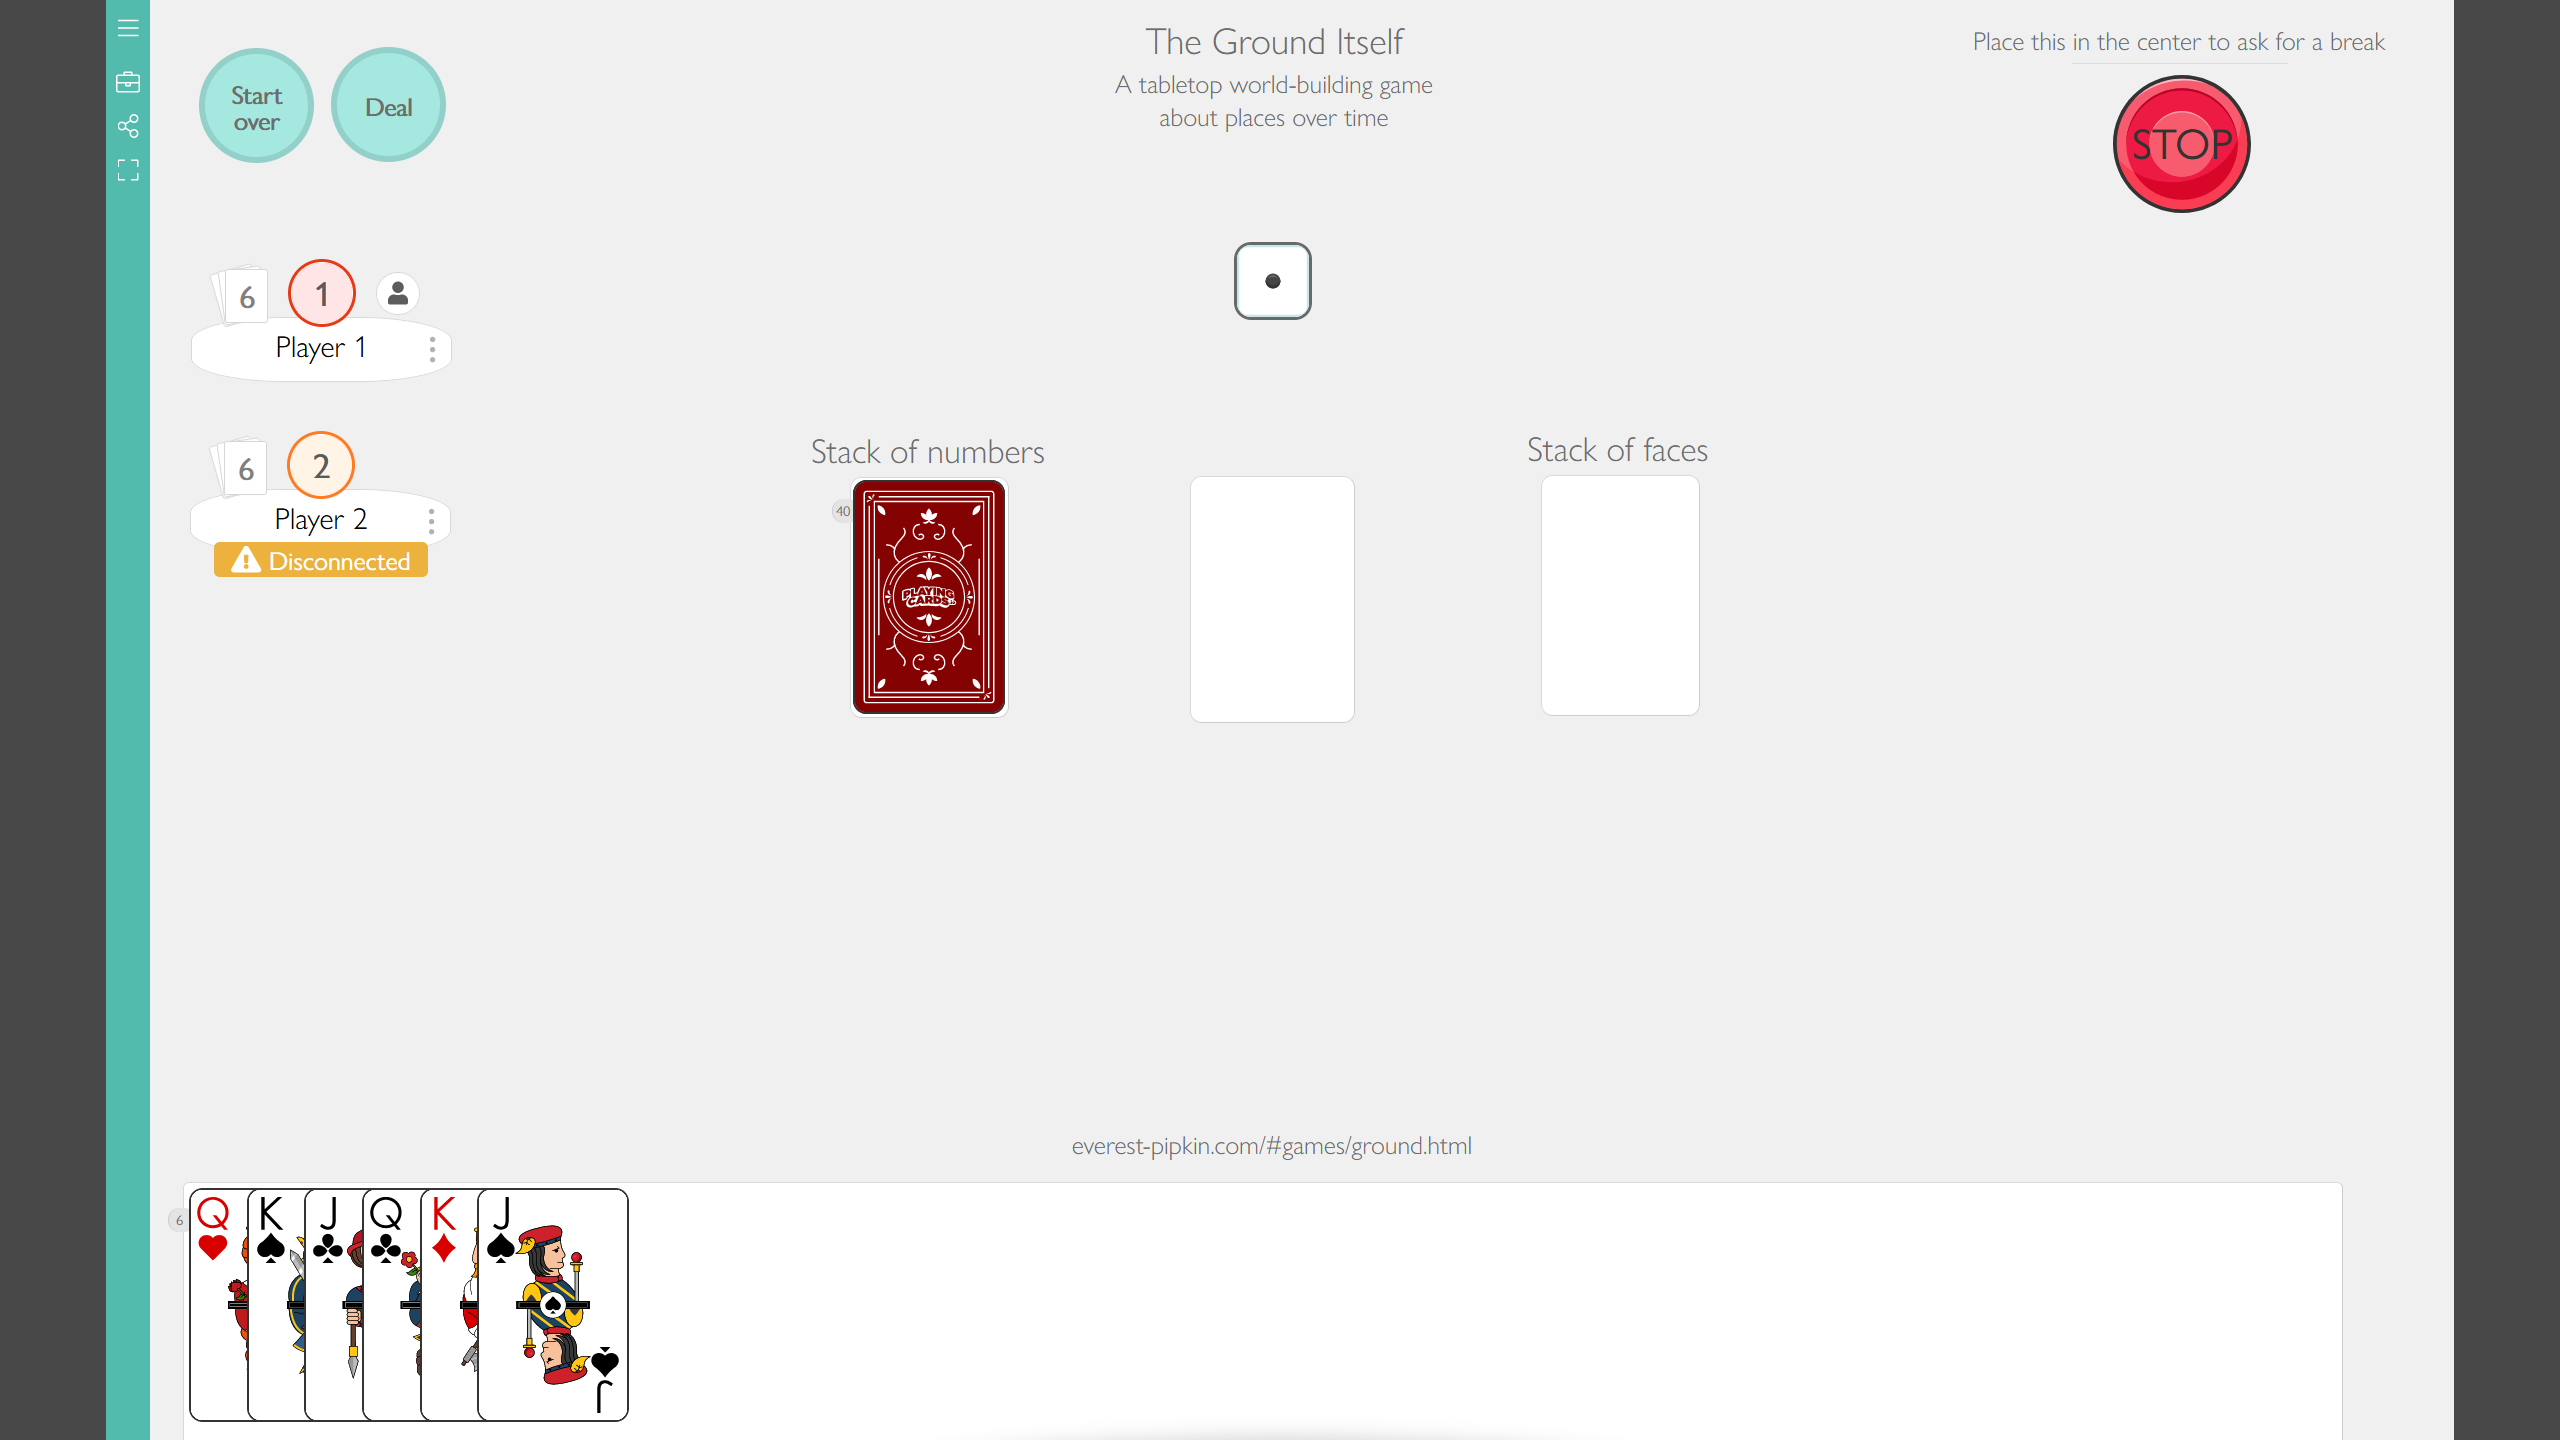 The Ground Itself
A tabletop world-building game
about places over time
Place this in the center to ask for a break
STOP
Start
over
Deal
6
1
Player 1
6
2
Player 2
Disconnected
Stack of numbers
40
PLAYING
CARDS.io
Stack of faces
everest-pipkin.com/#games/ground.html
6
Q
K
J
Q
K
J
J